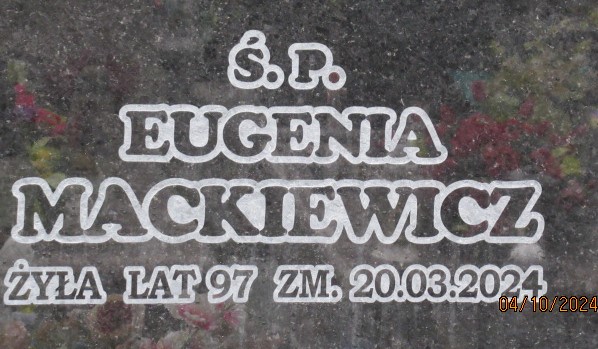 Ś. P.
EUGENIA
MACKIEWICZ
ŻYŁA LAT 97 ZM. 20.03.2024
04/10/2024